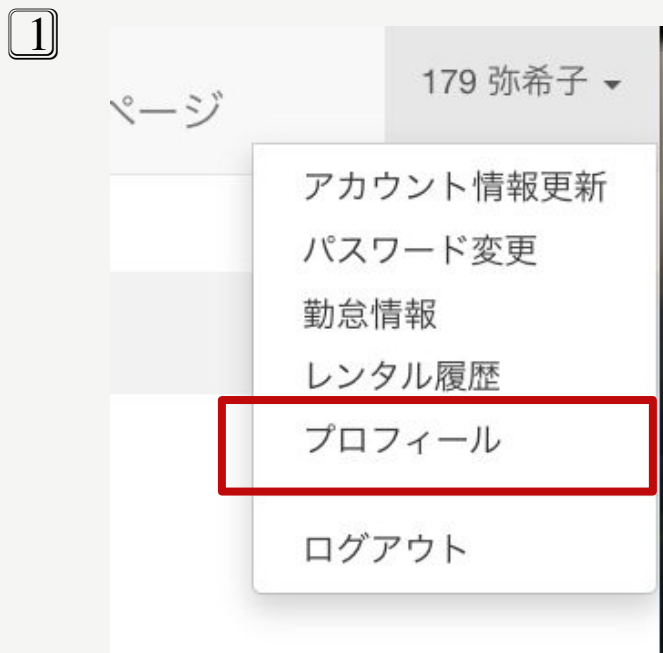 1
179 弥希子
ページ
アカウント情報更新
パスワード変更
勤怠情報
レンタル履歴
プロフィール
ログアウト